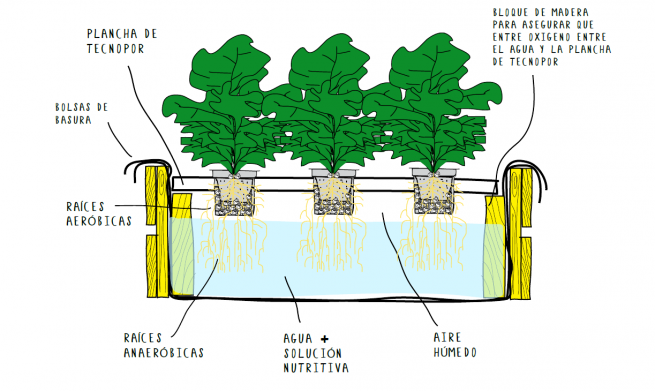 PLANCHA DE
TECNOPOR
BLOQUE DE MADERA
PARA ASEGURAR QUE
ENTRE OXIGENO ENTRE
EL AGUA Y LA PLANCHA
DE TECNOPOR
BOLSAS DE
BASURA
RAÍCES
AERÓBICAS
RAÍCES
ANAERÓBICAS
AGUA +
SOLUCIÓN
NUTRITIVA
AIRE
HÚMEDO